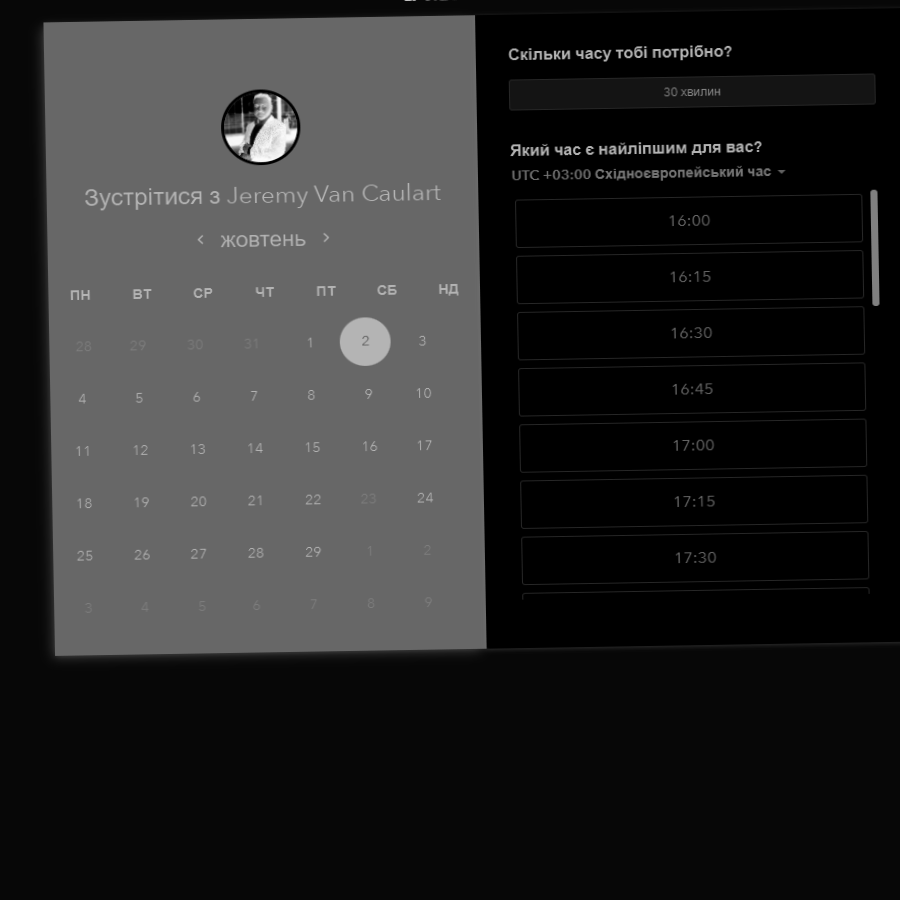 Зустрітися з Jeremy Van Caulart
жовтень
ПН ВТ СР ЧТ ПТ СБ НД
28 29 30 31 1 2 3
4 5 6 7 8 9 10
11 12 13 14 15 16 17
18 19 20 21 22 23 24
25 26 27 28 29 1 2
3 4 5 6 7 8 9
Скільки часу тобі потрібно?
30 хвилин
Який час є найліпшим для вас?
UTC +03:00 Східноєвропейський час
16:00
16:15
16:30
16:45
17:00
17:15
17:30